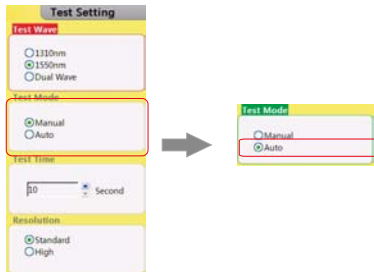 Test Setting
Test Wave
1310nm
1550nm
Dual Wave
Test Mode
Manual
Auto
Test Time
10 Second
Resolution
Standard
High
Test Mode
Manual
Auto